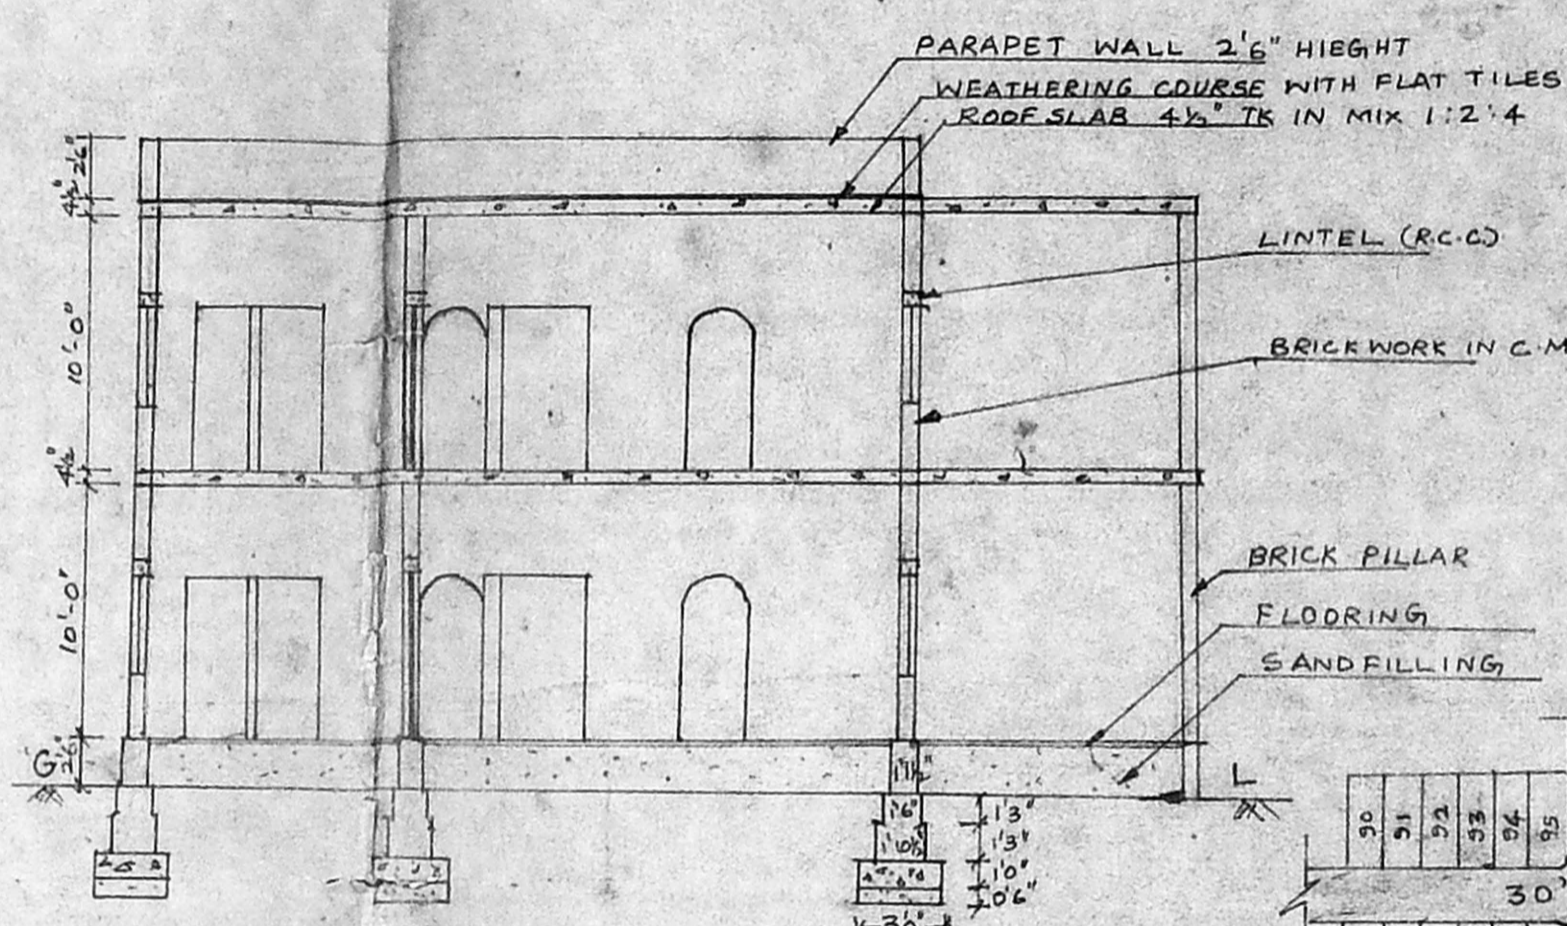 PARAPET WALL 2'6" HIEGHT
WEATHERING COURSE WITH FLAT TILES
ROOF SLAB 4½" TK IN MIX 1:2:4
2'6"
4½"
LINTEL (R.C.C.)
10'-0"
BRICKWORK IN C.M
4½"
BRICK PILLAR
10'-0"
FLOORING
SANDFILLING
G
2'6"
L
1'1½"
1'6"
1'3"
1'10½"
1'3"
1'0"
0'6"
3'0"
90
91
92
93
94
95
30'